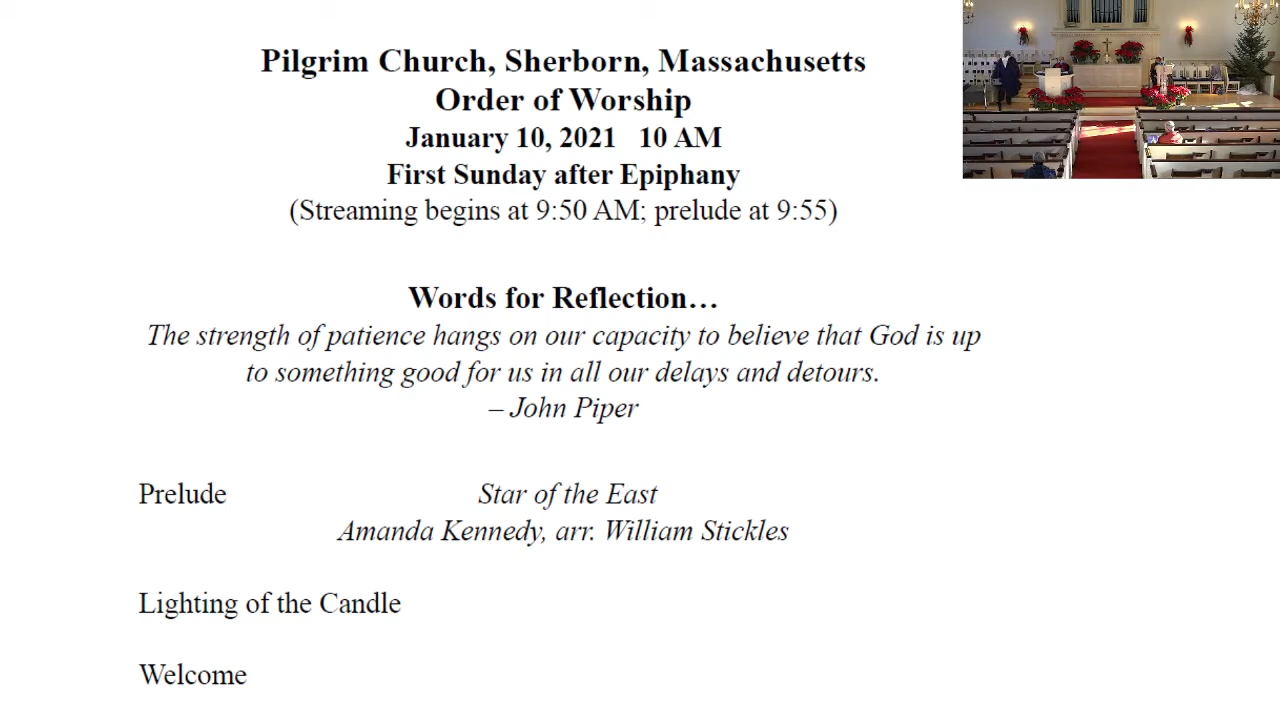 Pilgrim Church, Sherborn, Massachusetts
Order of Worship
January 10, 2021 10 AM
First Sunday after Epiphany
(Streaming begins at 9:50 AM; prelude at 9:55)
Words for Reflection…
The strength of patience hangs on our capacity to believe that God is up
to something good for us in all our delays and detours.
– John Piper
Prelude Star of the East
Amanda Kennedy, arr. William Stickles
Lighting of the Candle
Welcome